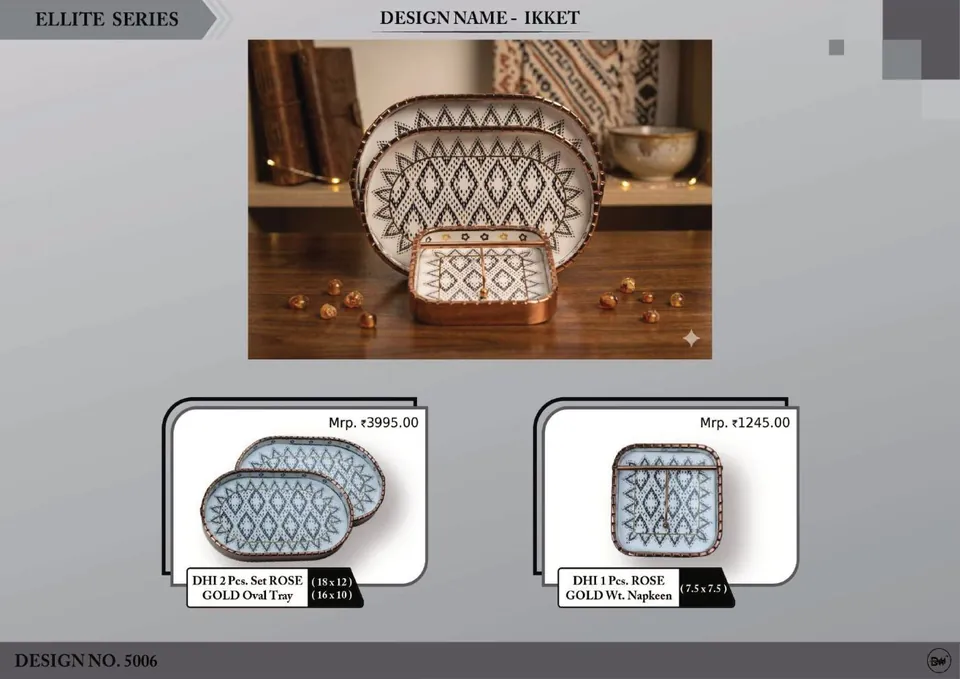 ELLITE SERIES
DESIGN NAME - IKKET
Mrp. ₹3995.00
DHI 2 Pcs. Set ROSE
GOLD Oval Tray
( 18 x 12 )
( 16 x 10 )
Mrp. ₹1245.00
DHI 1 Pcs. ROSE
GOLD Wt. Napkeen
( 7.5 x 7.5 )
DESIGN NO. 5006